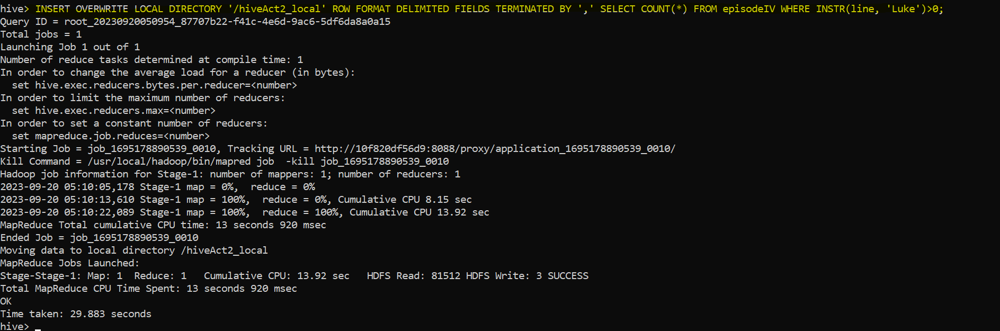 hive> INSERT OVERWRITE LOCAL DIRECTORY '/hiveAct2_local' ROW FORMAT DELIMITED FIELDS TERMINATED BY ',' SELECT COUNT(*) FROM episodeIV WHERE INSTR(line, 'Luke')>0;
Query ID = root_20230920050954_87707b22-f41c-4e6d-9ac6-5df6da8a0a15
Total jobs = 1
Launching Job 1 out of 1
Number of reduce tasks determined at compile time: 1
In order to change the average load for a reducer (in bytes):
  set hive.exec.reducers.bytes.per.reducer=<number>
In order to limit the maximum number of reducers:
  set hive.exec.reducers.max=<number>
In order to set a constant number of reducers:
  set mapreduce.job.reduces=<number>
Starting Job = job_1695178890539_0010, Tracking URL = http://10f820df56d9:8088/proxy/application_1695178890539_0010/
Kill Command = /usr/local/hadoop/bin/mapred job  -kill job_1695178890539_0010
Hadoop job information for Stage-1: number of mappers: 1; number of reducers: 1
2023-09-20 05:10:05,178 Stage-1 map = 0%,  reduce = 0%
2023-09-20 05:10:13,610 Stage-1 map = 100%,  reduce = 0%, Cumulative CPU 8.15 sec
2023-09-20 05:10:22,089 Stage-1 map = 100%,  reduce = 100%, Cumulative CPU 13.92 sec
MapReduce Total cumulative CPU time: 13 seconds 920 msec
Ended Job = job_1695178890539_0010
Moving data to local directory /hiveAct2_local
MapReduce Jobs Launched:
Stage-Stage-1: Map: 1  Reduce: 1   Cumulative CPU: 13.92 sec   HDFS Read: 81512 HDFS Write: 3 SUCCESS
Total MapReduce CPU Time Spent: 13 seconds 920 msec
OK
Time taken: 29.883 seconds
hive>